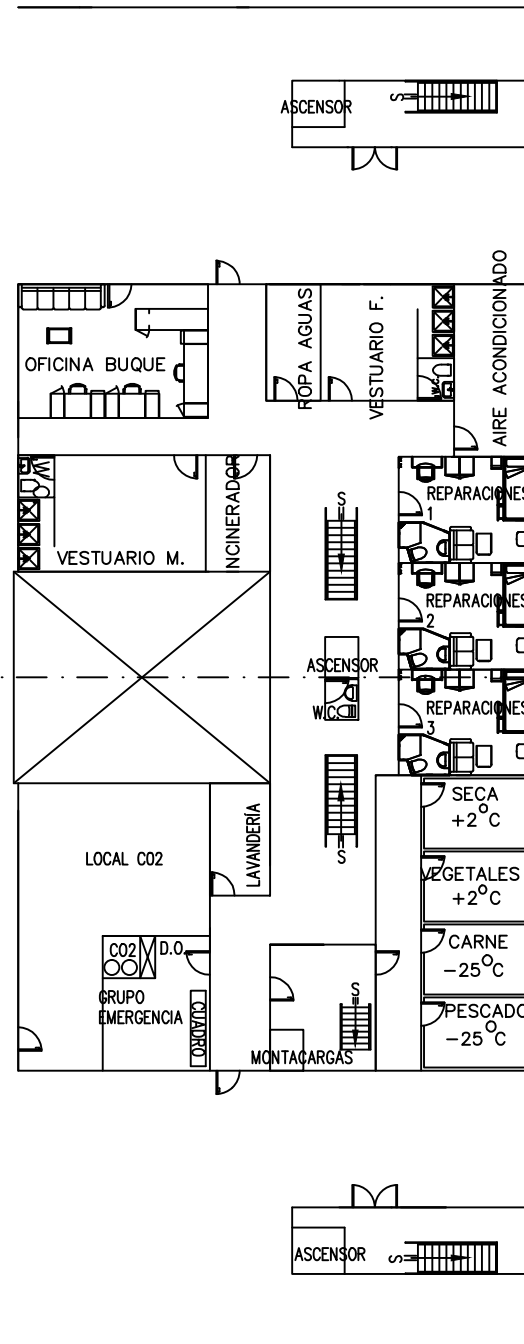 ASCENSOR
S
AIRE ACONDICIONADO
ROPA AGUAS
VESTUARIO F.
OFICINA BUQUE
W.C.
W.C.
INCINERADOR
VESTUARIO M.
S
REPARACIONES
1
REPARACIONES
2
ASCENSOR
W.C.
REPARACIONES
3
SECA
+2°C
LAVANDERÍA
S
LOCAL CO2
VEGETALES
+2°C
CO2
D.O.
CARNE
-25°C
GRUPO
EMERGENCIA
CUADRO
S
PESCADO
-25°C
MONTACARGAS
ASCENSOR
S